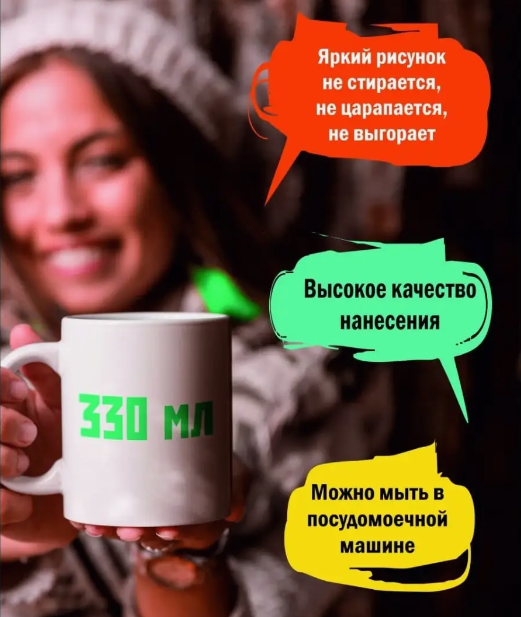 Яркий рисунок
не стирается,
не царапается,
не выгорает
Высокое качество
нанесения
330 мл
Можно мыть в
посудомоечной
машине